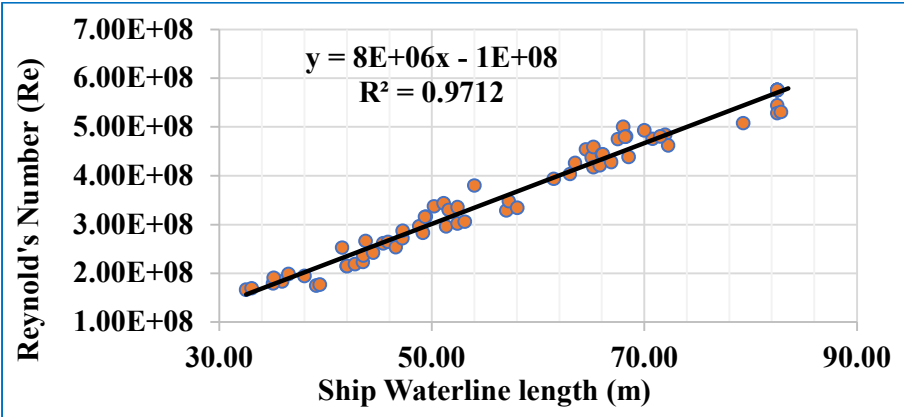 7.00E+08
6.00E+08
5.00E+08
4.00E+08
3.00E+08
2.00E+08
1.00E+08
Reynold's Number (Re)
y = 8E+06x - 1E+08
R² = 0.9712
30.00 50.00 70.00 90.00
Ship Waterline length (m)